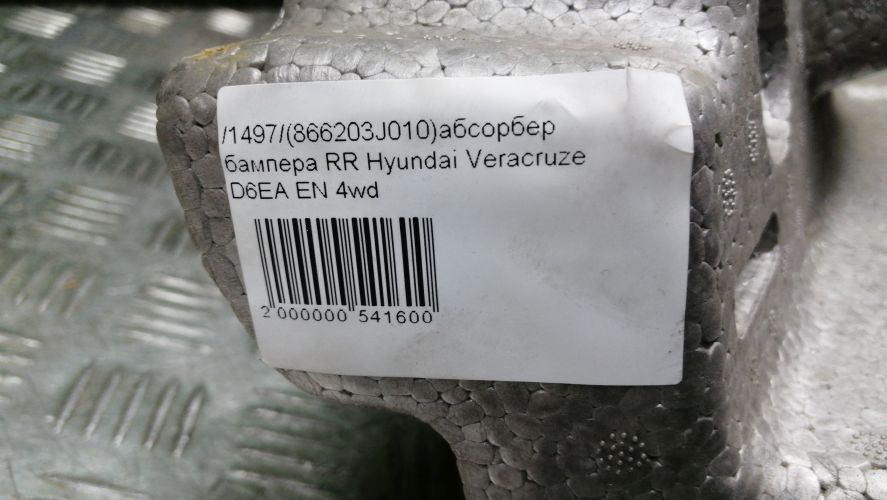 /1497/(866203J010)абсорбер
бампера RR Hyundai Veracruze
D6EA EN 4wd
2 000000 541600